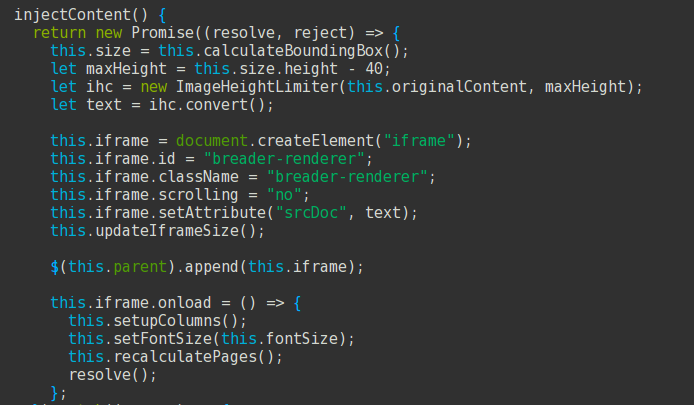 injectContent() {
return new Promise((resolve, reject) => {
this.size = this.calculateBoundingBox();
let maxHeight = this.size.height - 40;
let ihc = new ImageHeightLimiter(this.originalContent, maxHeight);
let text = ihc.convert();
this.iframe = document.createElement("iframe");
this.iframe.id = "breader-renderer";
this.iframe.className = "breader-renderer";
this.iframe.scrolling = "no";
this.iframe.setAttribute("srcDoc", text);
this.updateIframeSize();
$(this.parent).append(this.iframe);
this.iframe.onload = () => {
this.setupColumns();
this.setFontSize(this.fontSize);
this.recalculatePages();
resolve();
};